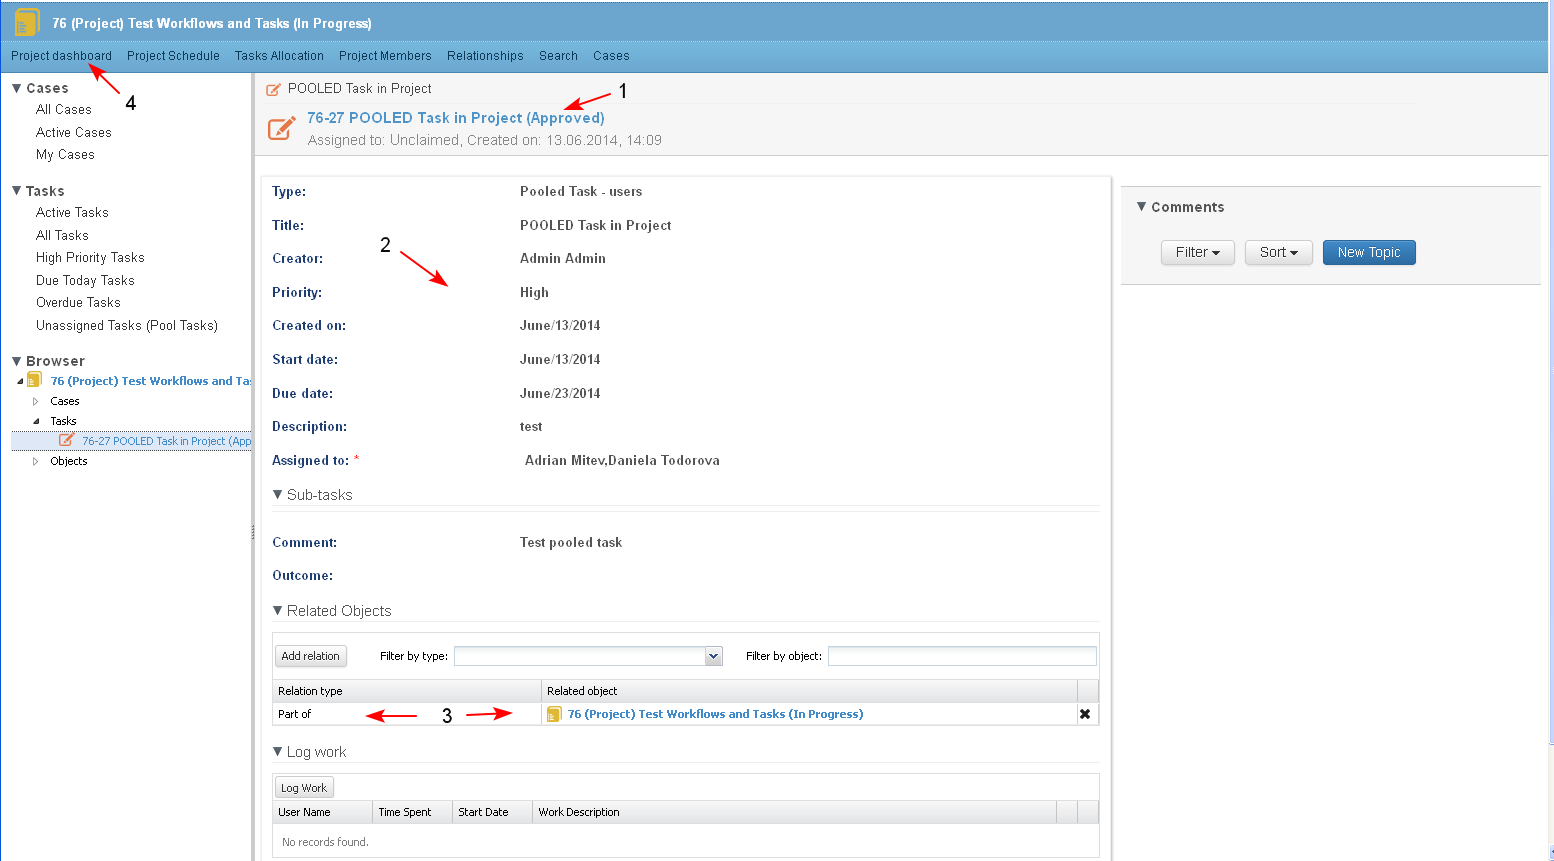 76 (Project) Test Workflows and Tasks (In Progress)
Project dashboard Project Schedule Tasks Allocation Project Members Relationships Search Cases
4
Cases
All Cases
Active Cases
My Cases
Tasks
Active Tasks
All Tasks
High Priority Tasks
Due Today Tasks
Overdue Tasks
Unassigned Tasks (Pool Tasks)
Browser
76 (Project) Test Workflows and Ta
Cases
Tasks
76-27 POOLED Task in Project (App
Objects
POOLED Task in Project
1
76-27 POOLED Task in Project (Approved)
Assigned to: Unclaimed, Created on: 13.06.2014, 14:09
Type: Pooled Task - users
Title: POOLED Task in Project
2
Creator: Admin Admin
Priority: High
Created on: June/13/2014
Start date: June/13/2014
Due date: June/23/2014
Description: test
Assigned to: * Adrian Mitev,Daniela Todorova
Sub-tasks
Comment: Test pooled task
Outcome:
Related Objects
Add relation Filter by type: Filter by object:
Relation type Related object
Part of 3 76 (Project) Test Workflows and Tasks (In Progress)
Log work
Log Work
User Name Time Spent Start Date Work Description
No records found.
Comments
Filter Sort New Topic